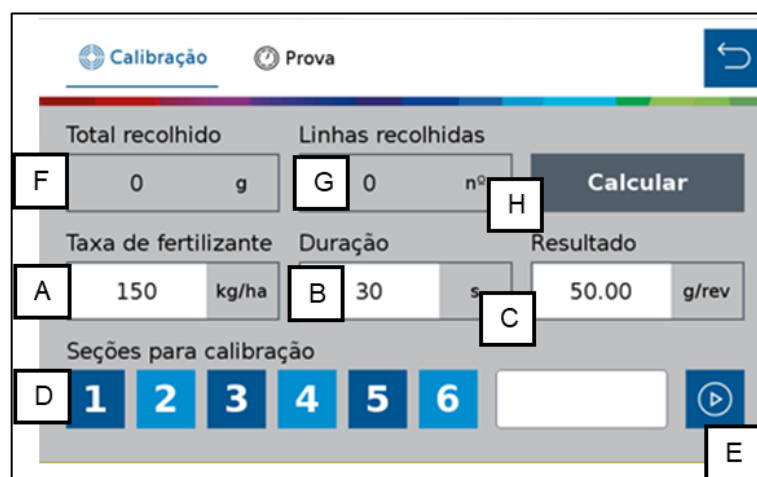 Calibração Prova
Total recolhido Linhas recolhidas
F 0 g G 0 nº H Calcular
Taxa de fertilizante Duração Resultado
A 150 kg/ha B 30 s C 50.00 g/rev
Seções para calibração
D 1 2 3 4 5 6
E